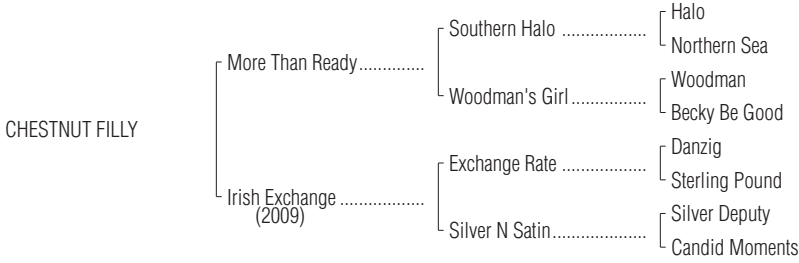 CHESTNUT FILLY
More Than Ready..............
Irish Exchange ..................
(2009)
Southern Halo ..................
Woodman's Girl................
Exchange Rate ..................
Silver N Satin....................
Halo
Northern Sea
Woodman
Becky Be Good
Danzig
Sterling Pound
Silver Deputy
Candid Moments